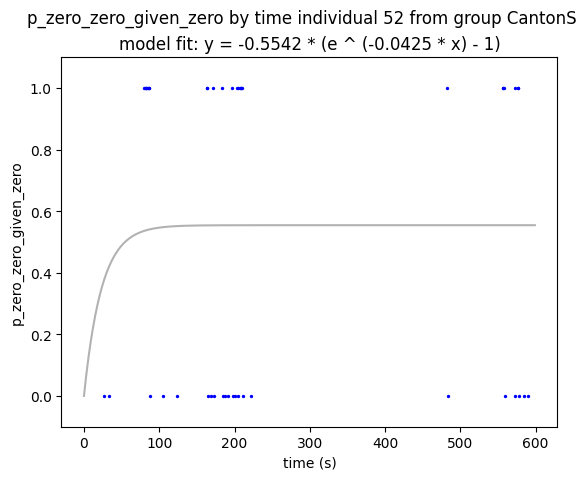 p_zero_zero_given_zero by time individual 52 from group CantonS
model fit: y = -0.5542 * (e ^ (-0.0425 * x) - 1)
p_zero_zero_given_zero
1.0
0.8
0.6
0.4
0.2
0.0
0 100 200 300 400 500 600
time (s)